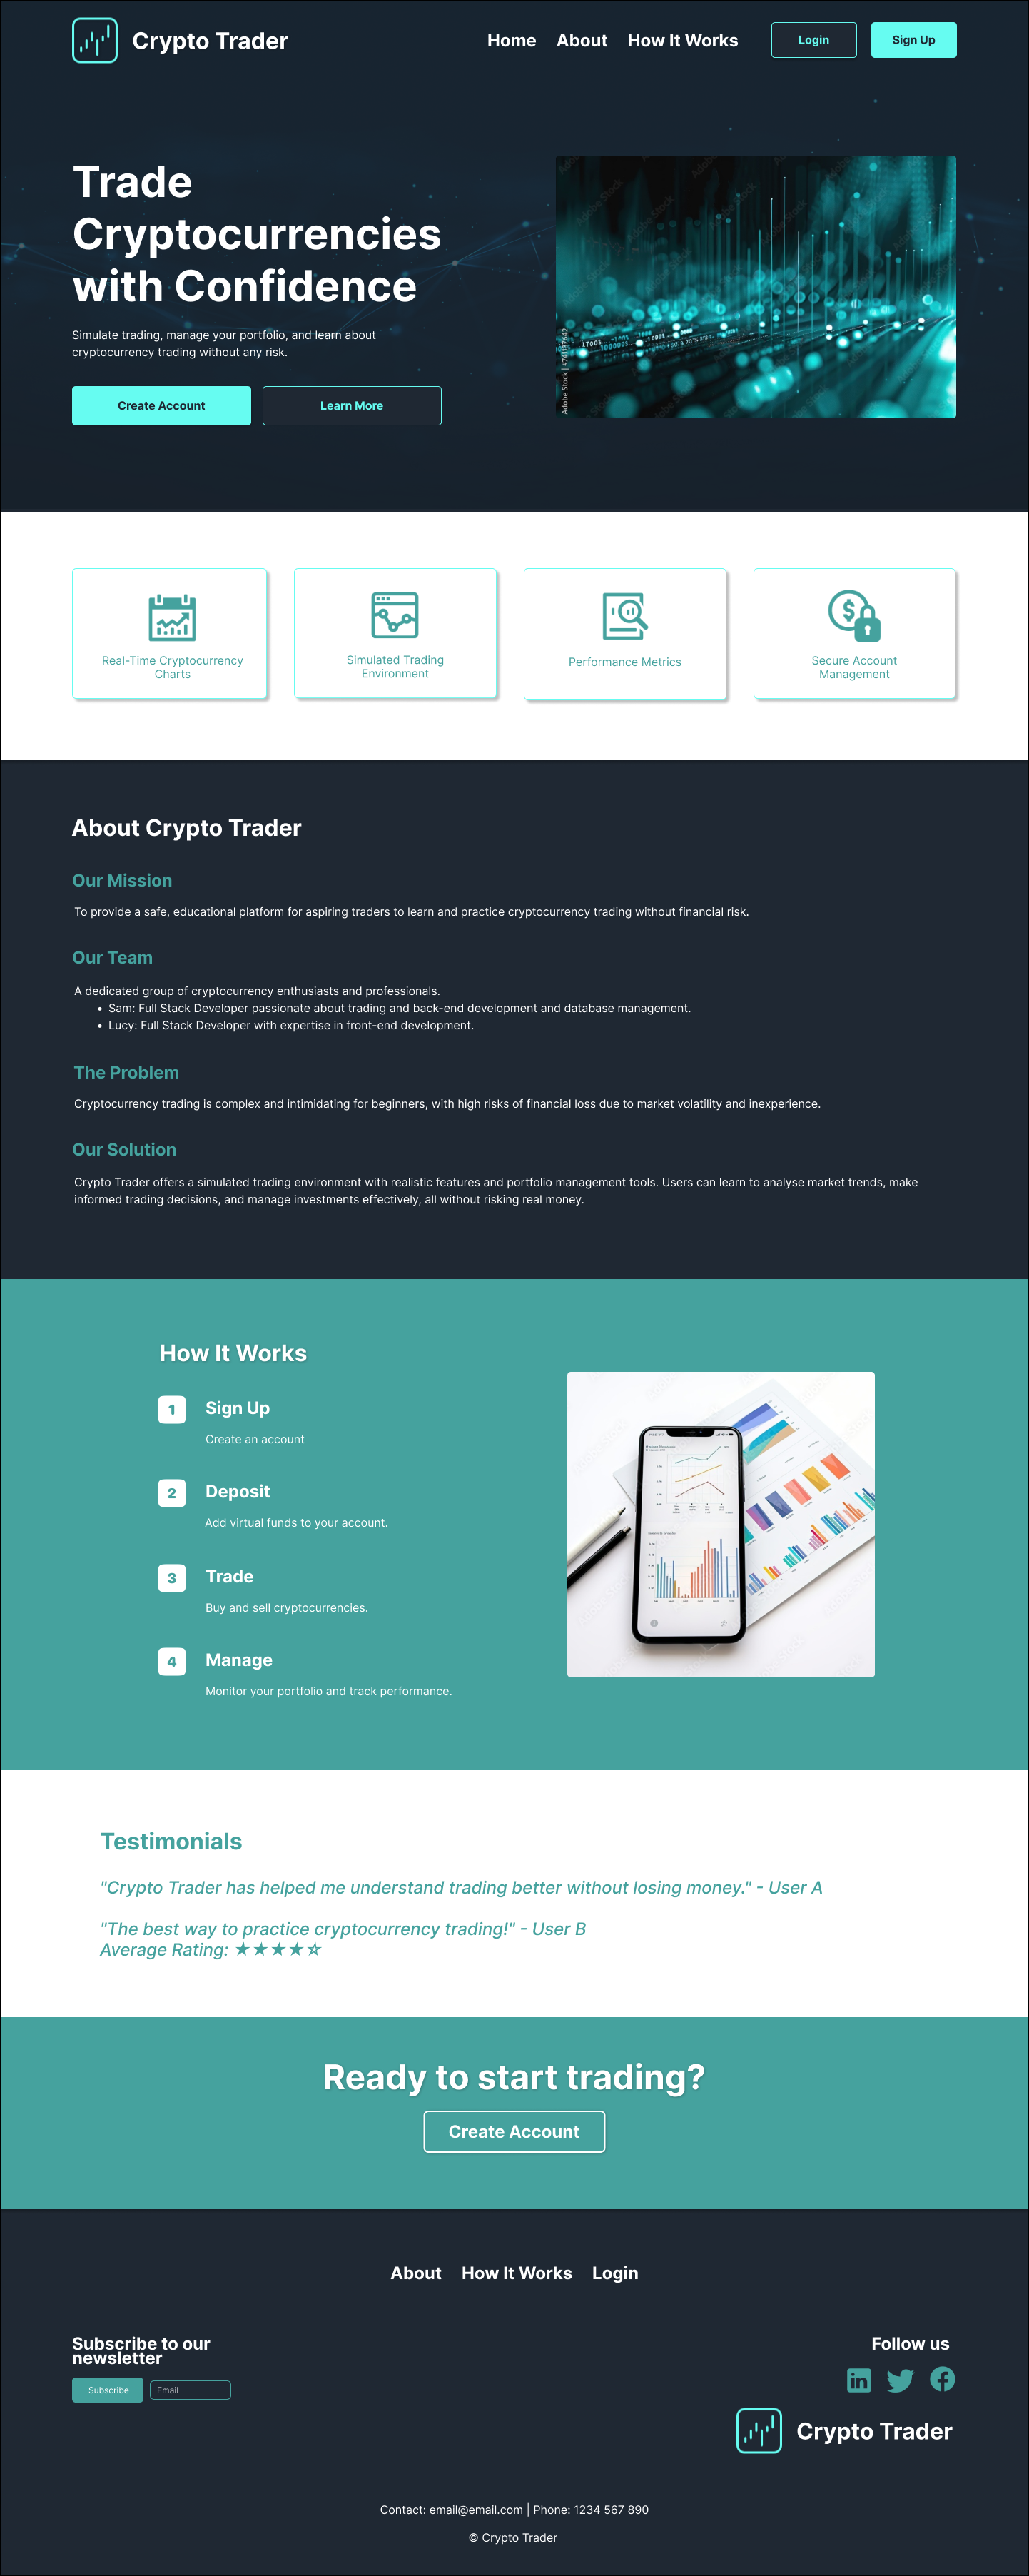 Crypto Trader
Home About How It Works Login Sign Up
Trade
Cryptocurrencies
with Confidence
Simulate trading, manage your portfolio, and learn about
cryptocurrency trading without any risk.
Create Account Learn More
Adobe Stock
Real-Time Cryptocurrency
Charts
Simulated Trading
Environment
Performance Metrics
Secure Account
Management
About Crypto Trader
Our Mission
To provide a safe, educational platform for aspiring traders to learn and practice cryptocurrency trading without financial risk.
Our Team
A dedicated group of cryptocurrency enthusiasts and professionals.
• Sam: Full Stack Developer passionate about trading and back-end development and database management.
• Lucy: Full Stack Developer with expertise in front-end development.
The Problem
Cryptocurrency trading is complex and intimidating for beginners, with high risks of financial loss due to market volatility and inexperience.
Our Solution
Crypto Trader offers a simulated trading environment with realistic features and portfolio management tools. Users can learn to analyse market trends, make
informed trading decisions, and manage investments effectively, all without risking real money.
How It Works
1 Sign Up
Create an account
2 Deposit
Add virtual funds to your account.
3 Trade
Buy and sell cryptocurrencies.
4 Manage
Monitor your portfolio and track performance.
Testimonials
"Crypto Trader has helped me understand trading better without losing money." - User A
"The best way to practice cryptocurrency trading!" - User B
Average Rating: ★★★★☆
Ready to start trading?
Create Account
About How It Works Login
Subscribe to our
newsletter
Subscribe Email
Follow us
Crypto Trader
Contact: email@email.com | Phone: 1234 567 890
© Crypto Trader